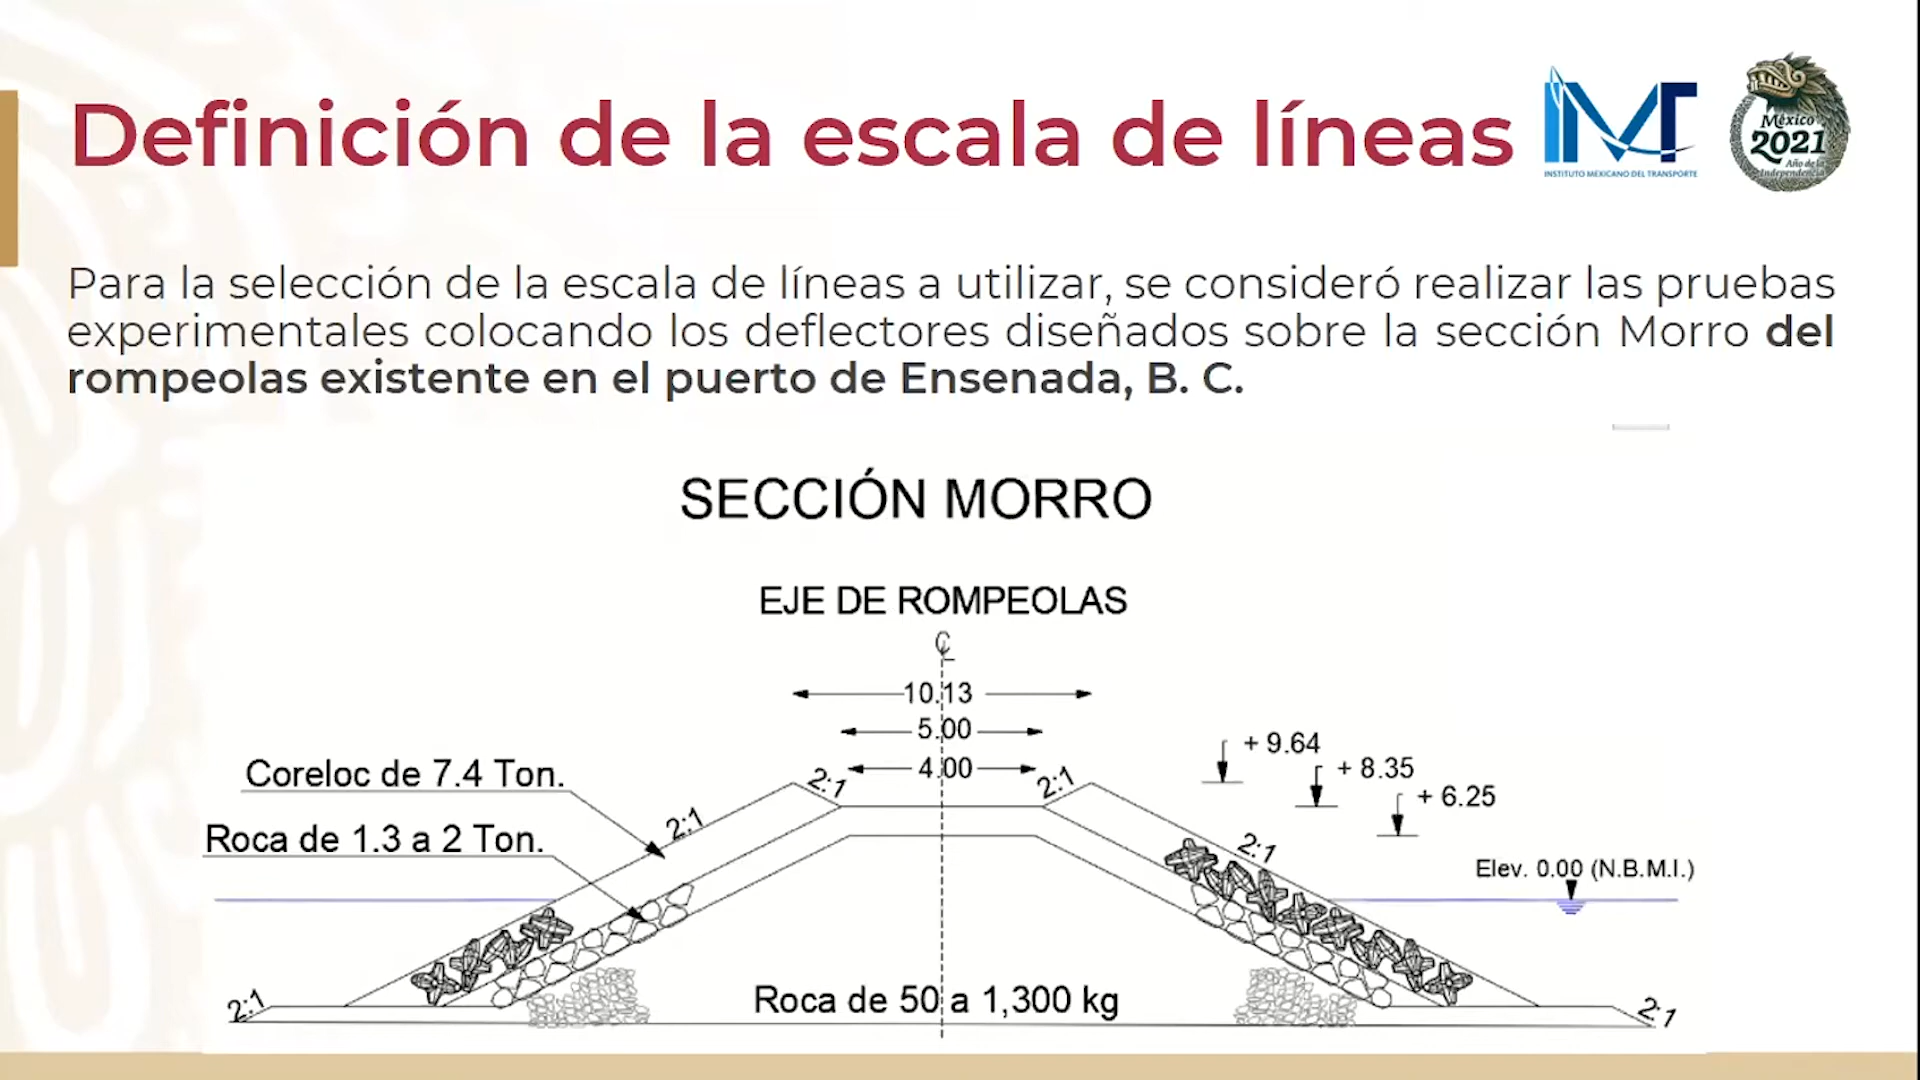 Definición de la escala de líneas
INSTITUTO MEXICANO DEL TRANSPORTE
México
2021
Año de la
Independencia
Para la selección de la escala de líneas a utilizar, se consideró realizar las pruebas
experimentales colocando los deflectores diseñados sobre la sección Morro del
rompeolas existente en el puerto de Ensenada, B. C.
SECCIÓN MORRO
EJE DE ROMPEOLAS
10.13
5.00
4.00
+ 9.64
+ 8.35
+ 6.25
Coreloc de 7.4 Ton.
2:1
2:1
2:1
2:1
Roca de 1.3 a 2 Ton.
Elev. 0.00 (N.B.M.I.)
2:1
Roca de 50 a 1,300 kg
2:1